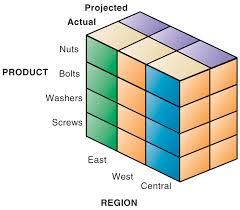 Projected
Actual
Nuts
PRODUCT
Bolts
Washers
Screws
East
West
Central
REGION